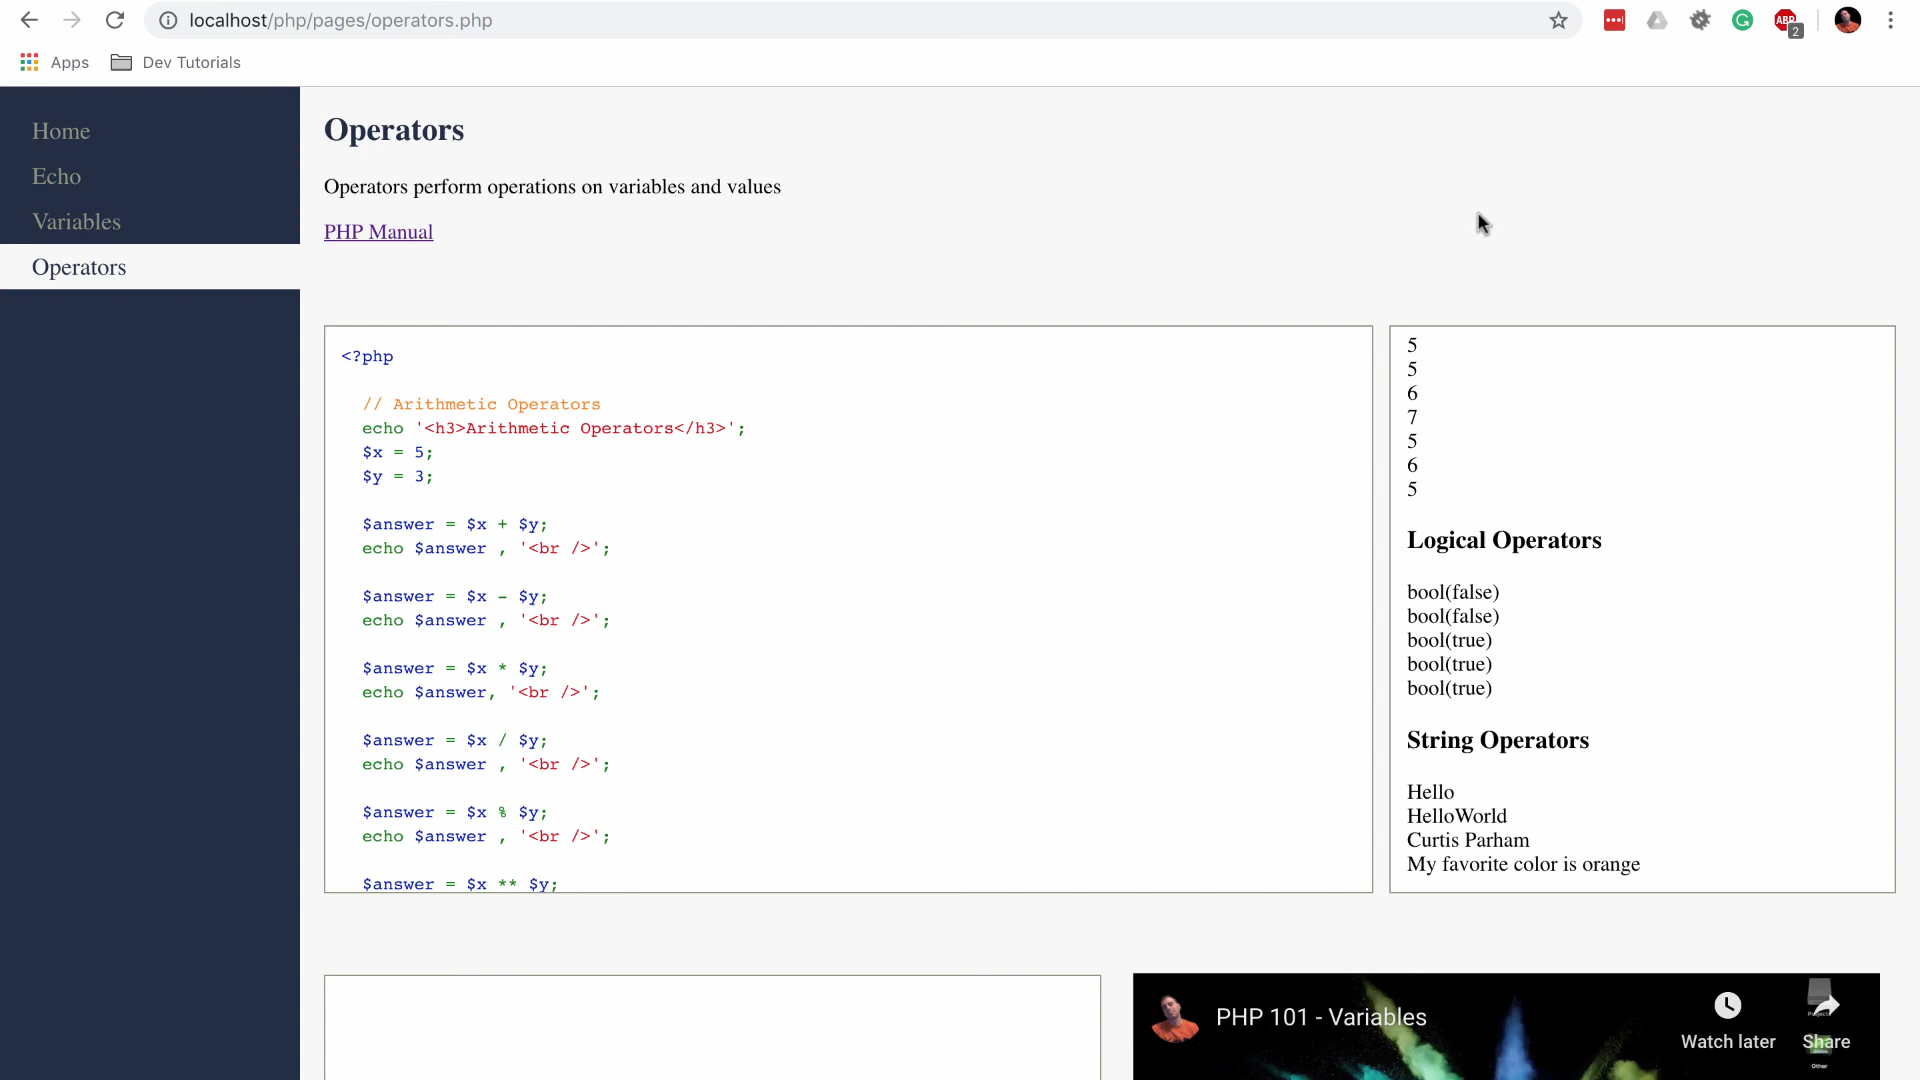 localhost/php/pages/operators.php
ABP
2
Apps
Dev Tutorials
Home
Echo
Variables
Operators
Operators
Operators perform operations on variables and values
PHP Manual
<?php
// Arithmetic Operators
echo '<h3>Arithmetic Operators</h3>';
$x = 5;
$y = 3;
$answer = $x + $y;
echo $answer , '<br />';
$answer = $x - $y;
echo $answer , '<br />';
$answer = $x * $y;
echo $answer, '<br />';
$answer = $x / $y;
echo $answer , '<br />';
$answer = $x % $y;
echo $answer , '<br />';
$answer = $x ** $y;
5
5
6
7
5
6
5
Logical Operators
bool(false)
bool(false)
bool(true)
bool(true)
bool(true)
String Operators
Hello
HelloWorld
Curtis Parham
My favorite color is orange
PHP 101 - Variables
Watch later
Share
Other